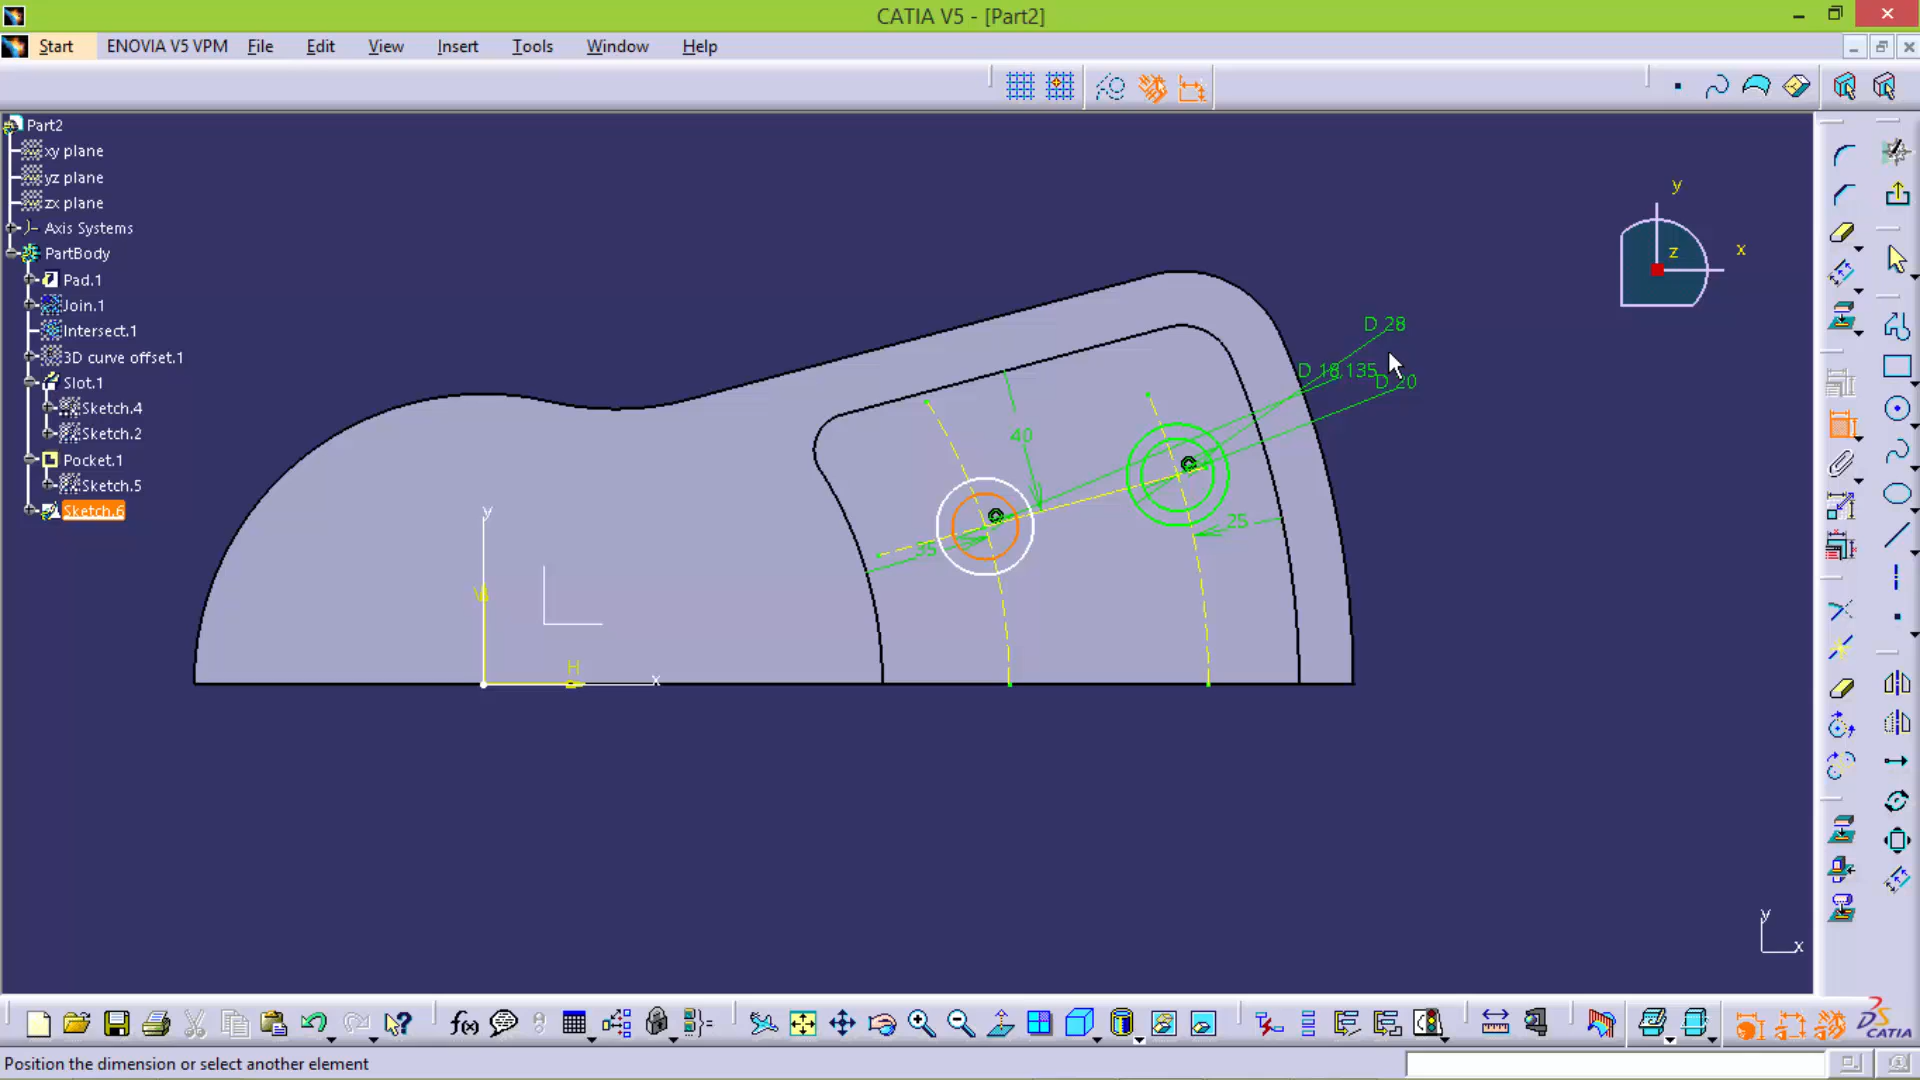 CATIA V5 - [Part2]
Start ENOVIA V5 VPM File Edit View Insert Tools Window Help
Part2
xy plane
yz plane
zx plane
Axis Systems
PartBody
Pad.1
Join.1
Intersect.1
3D curve offset.1
Slot.1
Sketch.4
Sketch.2
Pocket.1
Sketch.5
Sketch.6
y
x
z
D 28
D 18,135
D 20
40
25
35
y
V
H
x
y
x
f(x)
CATIA
Position the dimension or select another element